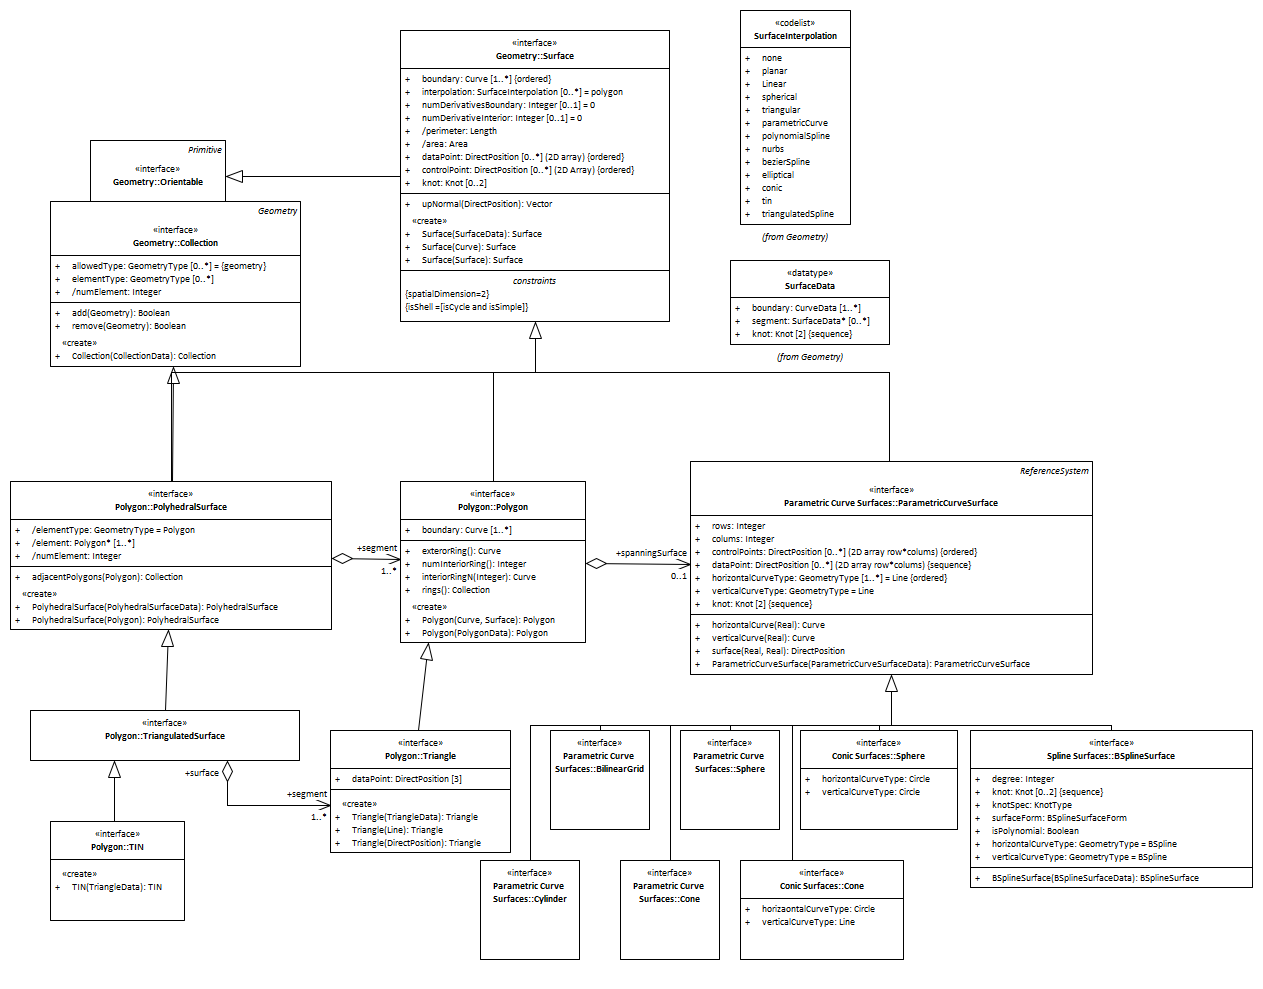 «interface»
Geometry::Surface
+ boundary: Curve [1..*] {ordered}
+ interpolation: SurfaceInterpolation [0..*] = polygon
+ numDerivativesBoundary: Integer [0..1] = 0
+ numDerivativeInterior: Integer [0..1] = 0
+ /perimeter: Length
+ /area: Area
+ dataPoint: DirectPosition [0..*] (2D array) {ordered}
+ controlPoint: DirectPosition [0..*] (2D Array) {ordered}
+ knot: Knot [0..2]
+ upNormal(DirectPosition): Vector
«create»
+ Surface(SurfaceData): Surface
+ Surface(Curve): Surface
+ Surface(Surface): Surface
constraints
{spatialDimension=2}
{isShell =[isCycle and isSimple]}
«codelist»
SurfaceInterpolation
+ none
+ planar
+ Linear
+ spherical
+ triangular
+ parametricCurve
+ polynomialSpline
+ nurbs
+ bezierSpline
+ elliptical
+ conic
+ tin
+ triangulatedSpline
(from Geometry)
«datatype»
SurfaceData
+ boundary: CurveData [1..*]
+ segment: SurfaceData* [0..*]
+ knot: Knot [2] {sequence}
(from Geometry)
Primitive
«interface»
Geometry::Orientable
Geometry
«interface»
Geometry::Collection
+ allowedType: GeometryType [0..*] = {geometry}
+ elementType: GeometryType [0..*]
+ /numElement: Integer
+ add(Geometry): Boolean
+ remove(Geometry): Boolean
«create»
+ Collection(CollectionData): Collection
«interface»
Polygon::PolyhedralSurface
+ /elementType: GeometryType = Polygon
+ /element: Polygon* [1..*]
+ /numElement: Integer
+ adjacentPolygons(Polygon): Collection
«create»
+ PolyhedralSurface(PolyhedralSurfaceData): PolyhedralSurface
+ PolyhedralSurface(Polygon): PolyhedralSurface
+segment
1..*
«interface»
Polygon::Polygon
+ boundary: Curve [1..*]
+ exterorRing(): Curve
+ numInteriorRing(): Integer
+ interiorRingN(Integer): Curve
+ rings(): Collection
«create»
+ Polygon(Curve, Surface): Polygon
+ Polygon(PolygonData): Polygon
+spanningSurface
0..1
ReferenceSystem
«interface»
Parametric Curve Surfaces::ParametricCurveSurface
+ rows: Integer
+ colums: Integer
+ controlPoints: DirectPosition [0..*] (2D array row*colums) {ordered}
+ dataPoint: DirectPosition [0..*] (2D array row*colums) {sequence}
+ horizontalCurveType: GeometryType [1..*] = Line {ordered}
+ verticalCurveType: GeometryType = Line
+ knot: Knot [2] {sequence}
+ horizontalCurve(Real): Curve
+ verticalCurve(Real): Curve
+ surface(Real, Real): DirectPosition
+ ParametricCurveSurface(ParametricCurveSurfaceData): ParametricCurveSurface
«interface»
Polygon::TriangulatedSurface
+surface
+segment
1..*
«interface»
Polygon::TIN
«create»
+ TIN(TriangleData): TIN
«interface»
Polygon::Triangle
+ dataPoint: DirectPosition [3]
«create»
+ Triangle(TriangleData): Triangle
+ Triangle(Line): Triangle
+ Triangle(DirectPosition): Triangle
«interface»
Parametric Curve
Surfaces::BilinearGrid
«interface»
Parametric Curve
Surfaces::Sphere
«interface»
Conic Surfaces::Sphere
+ horizontalCurveType: Circle
+ verticalCurveType: Circle
«interface»
Spline Surfaces::BSplineSurface
+ degree: Integer
+ knot: Knot [0..2] {sequence}
+ knotSpec: KnotType
+ surfaceForm: BSplineSurfaceForm
+ isPolynomial: Boolean
+ horizontalCurveType: GeometryType = BSpline
+ verticalCurveType: GeometryType = BSpline
+ BSplineSurface(BSplineSurfaceData): BSplineSurface
«interface»
Parametric Curve
Surfaces::Cylinder
«interface»
Parametric Curve
Surfaces::Cone
«interface»
Conic Surfaces::Cone
+ horizaontalCurveType: Circle
+ verticalCurveType: Line